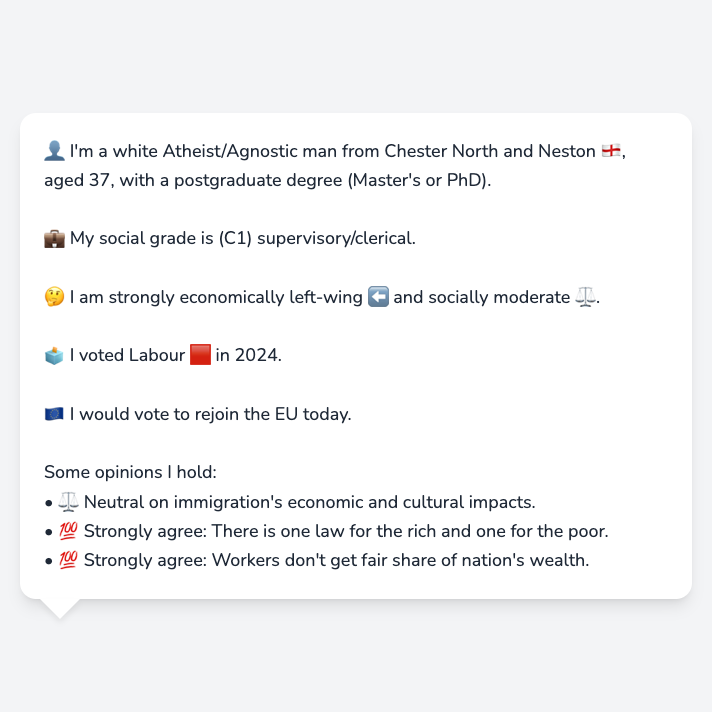 👤 I'm a white Atheist/Agnostic man from Chester North and Neston 🏴󠁧󠁢󠁥󠁮󠁧󠁿,
aged 37, with a postgraduate degree (Master's or PhD).
💼 My social grade is (C1) supervisory/clerical.
🤔 I am strongly economically left-wing ⬅️ and socially moderate ⚖️.
🗳️ I voted Labour 🟥 in 2024.
🇪🇺 I would vote to rejoin the EU today.
Some opinions I hold:
• ⚖️ Neutral on immigration's economic and cultural impacts.
• 💯 Strongly agree: There is one law for the rich and one for the poor.
• 💯 Strongly agree: Workers don't get fair share of nation's wealth.